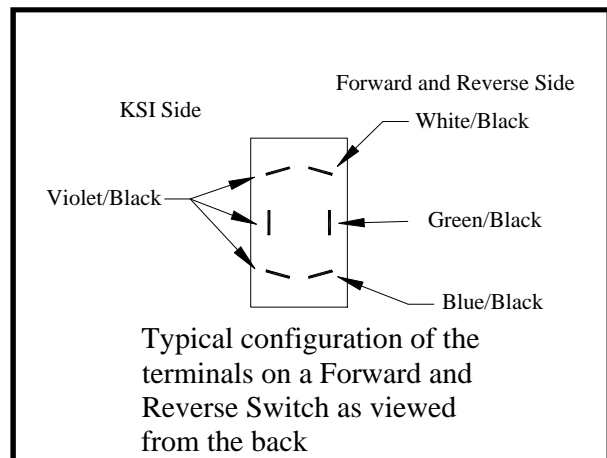 Forward and Reverse Side
KSI Side
White/Black
Violet/Black
Green/Black
Blue/Black
Typical configuration of the
terminals on a Forward and
Reverse Switch as viewed
from the back